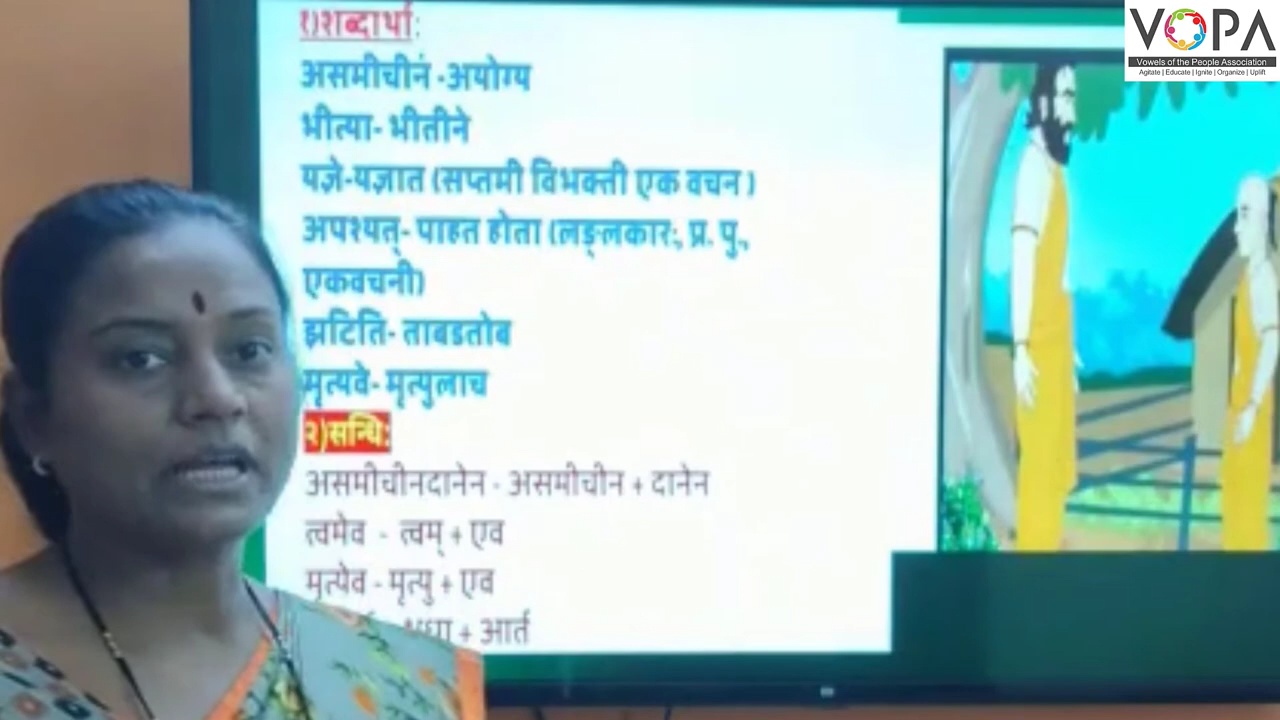 १)शब्दार्थाः
असमीचीनं -अयोग्य
भीत्या- भीतीने
यज्ञे-यज्ञात (सप्तमी विभक्ती एक वचन )
अपश्यत्- पाहत होता (लङ्लकारः, प्र. पु.,
एकवचनी)
झटिति- ताबडतोब
मृत्यवे- मृत्युलाच
२)सन्धिः
असमीचीनदानेन - असमीचीन + दानेन
त्वमेव - त्वम् + एव
मृत्येव - मृत्यु + एव
+ आर्त
VOPA
Vowels of the People Association
Agitate | Educate | Ignite | Organize | Uplift